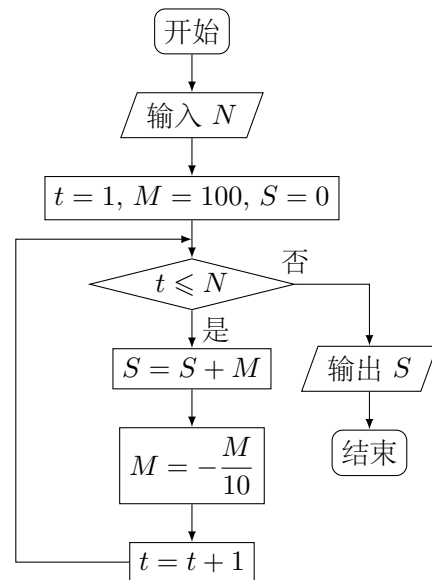 开始
输入 N
t = 1, M = 100, S = 0
t ⩽ N
否
是
S = S + M
输出 S
M = −M/10
结束
t = t + 1